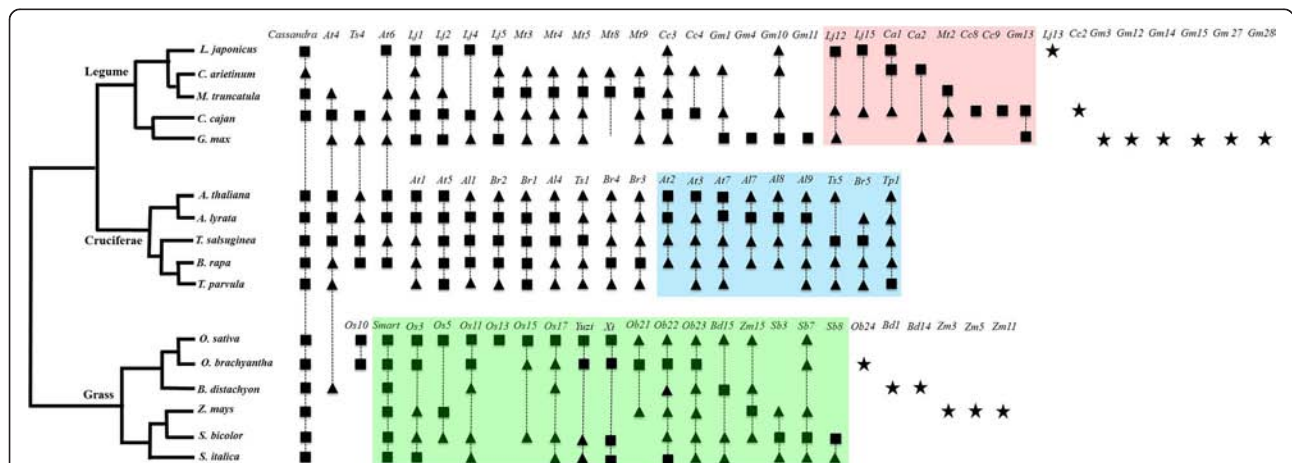 Cassandra At4 Ts4 At6 Lj1 Lj2 Lj4 Lj5 Mt3 Mt4 Mt5 Mt8 Mt9 Cc3 Cc4 Gm1 Gm4 Gm10 Gm11 Lj12 Lj15 Ca1 Ca2 Mt2 Cc8 Cc9 Gm13 Lj13 Cc2 Gm3 Gm12 Gm14 Gm15 Gm 27 Gm28
L. japonicus
Legume
C. arietinum
M. truncatula
C. cajan
G. max
At1 At5 Al1 Br2 Br1 Al4 Ts1 Br4 Br3 At2 At3 At7 Al7 Al8 Al9 Ts5 Br5 Tp1
A. thaliana
A. lyrata
Cruciferae
T. salsuginea
B. rapa
T. parvula
Os10 Smart Os3 Os5 Os11 Os13 Os15 Os17 Yuzi Xi Ob21 Ob22 Ob23 Bd15 Zm15 Sb3 Sb7 Sb8 Ob24 Bd1 Bd14 Zm3 Zm5 Zm11
O. sativa
O. brachyantha
B. distachyon
Grass
Z. mays
S. bicolor
S. italica